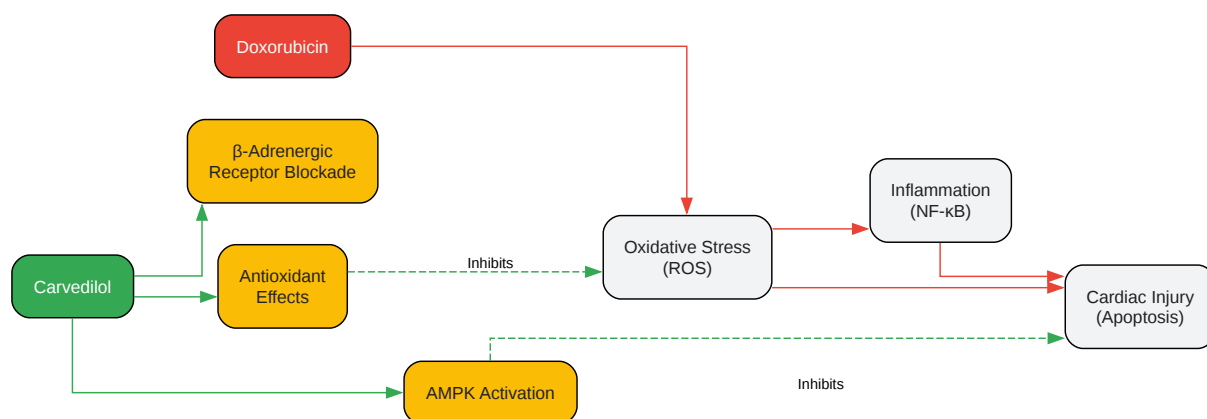 Doxorubicin
β-Adrenergic
Receptor Blockade
Inflammation
(NF-κB)
Oxidative Stress
(ROS)
Inhibits
Antioxidant
Effects
Carvedilol
Cardiac Injury
(Apoptosis)
AMPK Activation
Inhibits